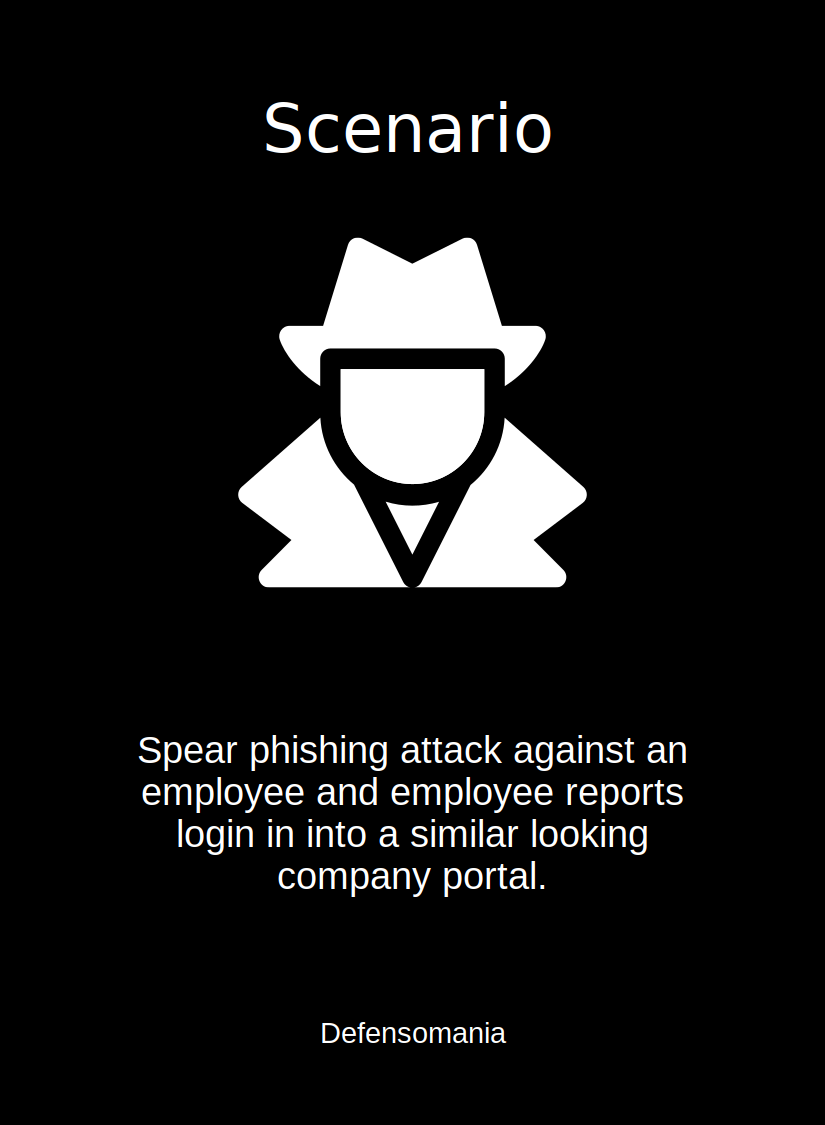 Scenario
Spear phishing attack against an
employee and employee reports
login in into a similar looking
company portal.
Defensomania